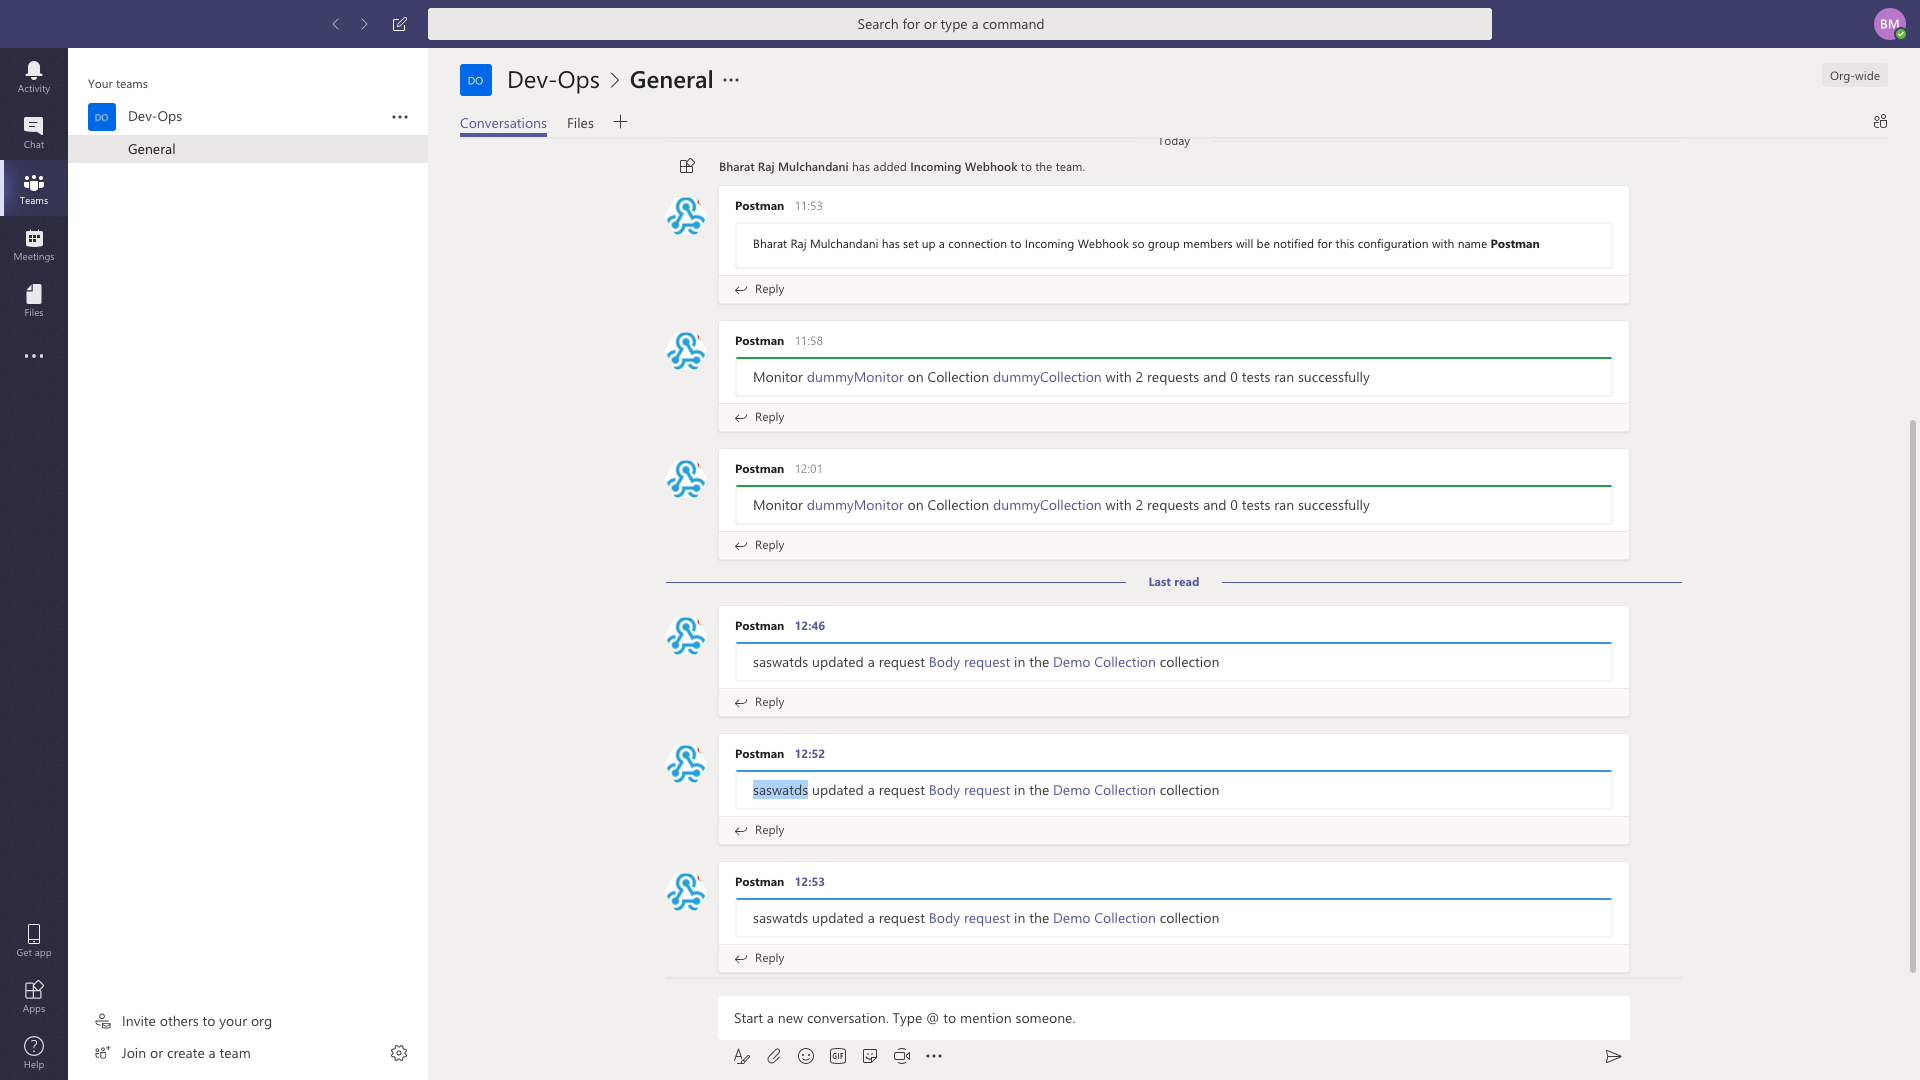 Search for or type a command
BM
Activity
Chat
Teams
Meetings
Files
Get app
Apps
Help
Your teams
DO
Dev-Ops
General
Invite others to your org
Join or create a team
DO
Dev-Ops > General
Org-wide
Conversations
Files
Today
Bharat Raj Mulchandani has added Incoming Webhook to the team.
Postman 11:53
Bharat Raj Mulchandani has set up a connection to Incoming Webhook so group members will be notified for this configuration with name Postman
Reply
Postman 11:58
Monitor dummyMonitor on Collection dummyCollection with 2 requests and 0 tests ran successfully
Reply
Postman 12:01
Monitor dummyMonitor on Collection dummyCollection with 2 requests and 0 tests ran successfully
Reply
Last read
Postman 12:46
saswatds updated a request Body request in the Demo Collection collection
Reply
Postman 12:52
saswatds updated a request Body request in the Demo Collection collection
Reply
Postman 12:53
saswatds updated a request Body request in the Demo Collection collection
Reply
Start a new conversation. Type @ to mention someone.
GIF